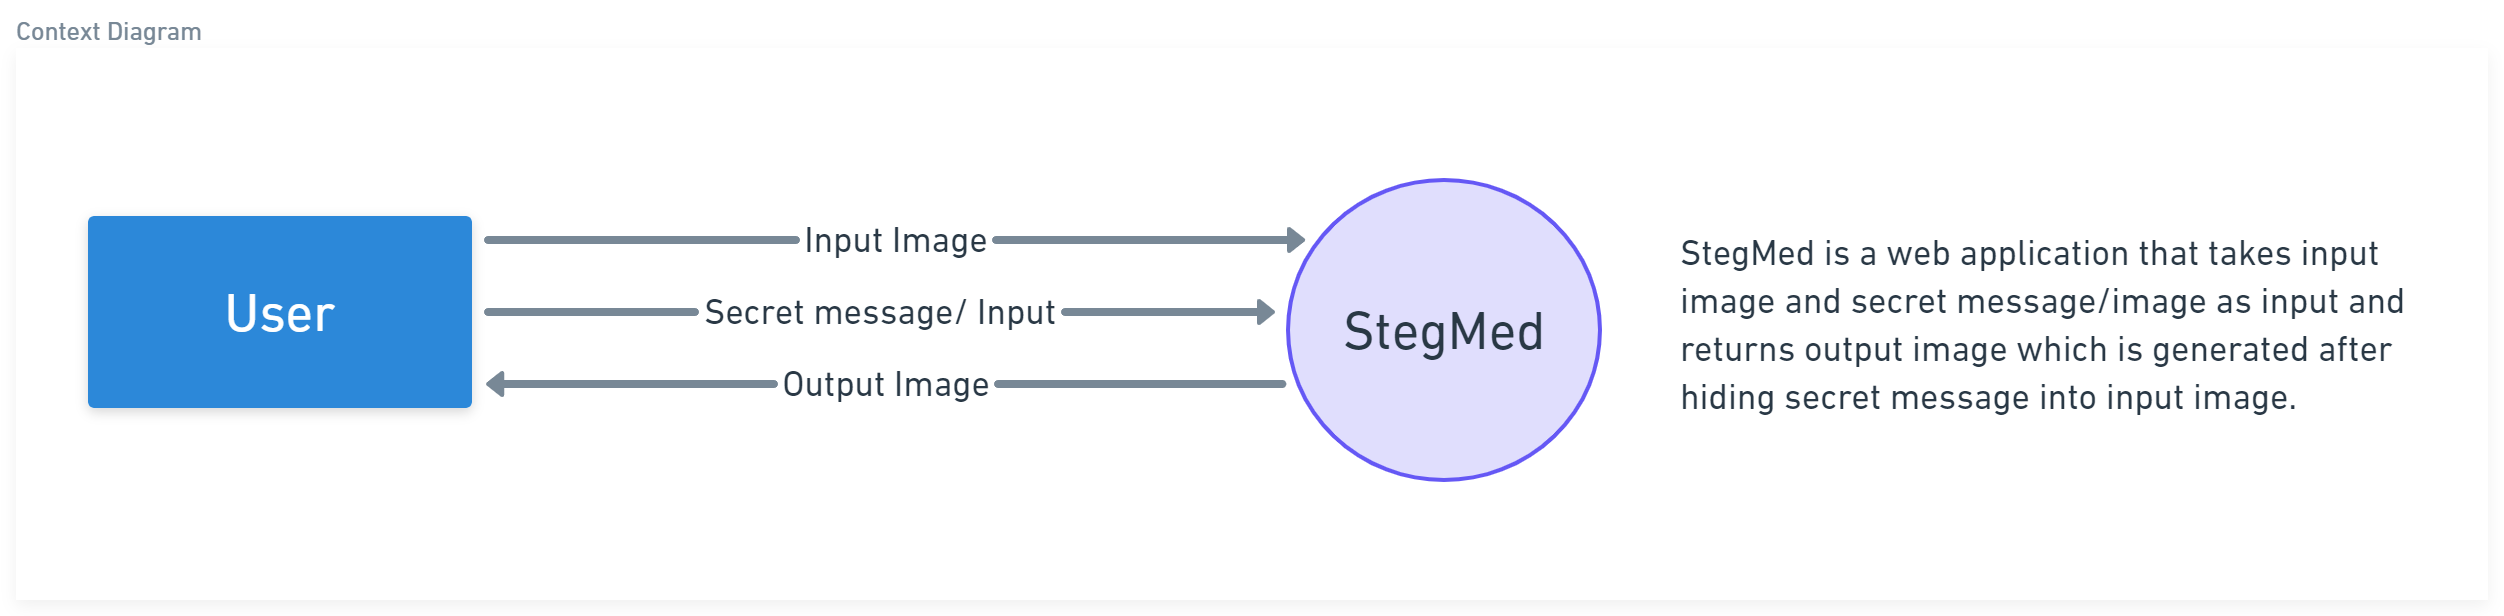 Context Diagram
User
Input Image
Secret message/ Input
Output Image
StegMed
StegMed is a web application that takes input
image and secret message/image as input and
returns output image which is generated after
hiding secret message into input image.